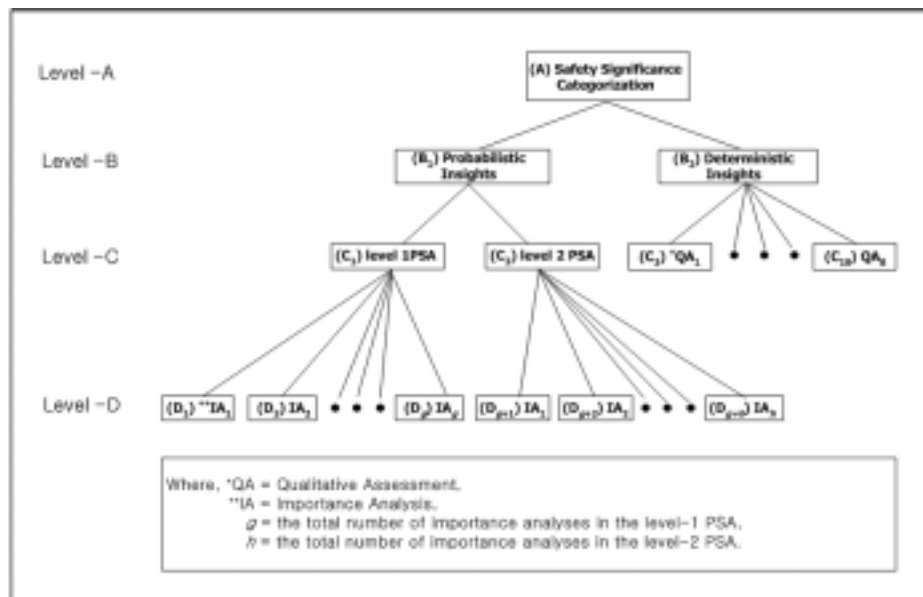 Level -A
(A) Safety Significance
Categorization
Level -B
(B₁) Probabilistic
Insights
(B₂) Deterministic
Insights
Level -C
(C₁) level 1PSA
level 2 PSA
(C₃) *QA₁
(C₁₀) QA₈
Level -D
(D₁) **IA₁
(D₂) IA₂
IA
(Dg+1) IA₁
(Dg+2) IA₂
(Dg+h) IAh
Where, *QA = Qualitative Assessment,
**IA = Importance Analysis,
g = the total number of importance analyses in the level-1 PSA.
h = the total number of importance analyses in the level-2 PSA.